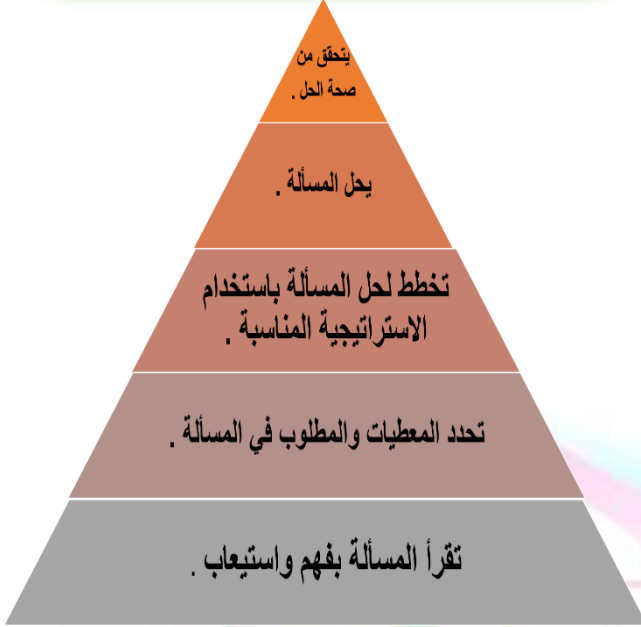 يتحقق من
صحة الحل .
يحل المسألة .
تخطط لحل المسألة باستخدام
الاستراتيجية المناسبة .
تحدد المعطيات والمطلوب في المسألة .
تقرأ المسألة بفهم واستيعاب .